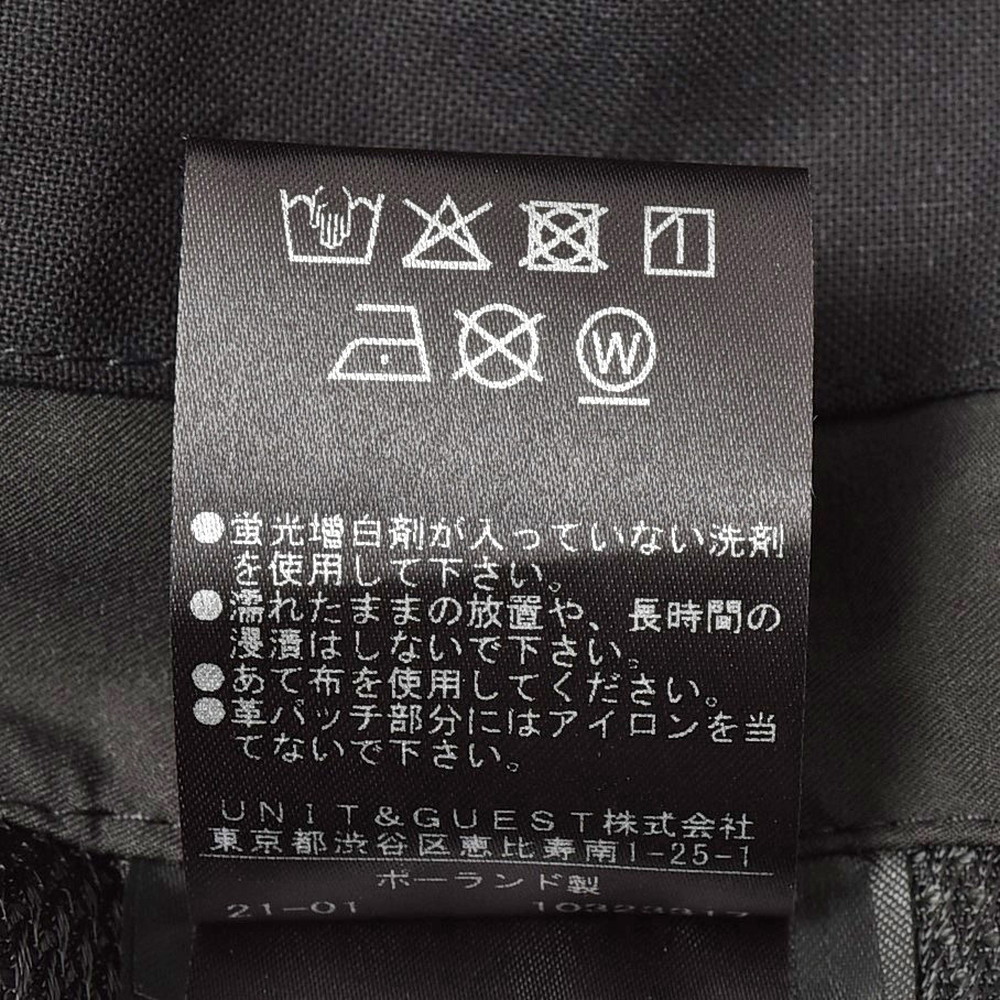 W
●蛍光増白剤が入っていない洗剤
を使用して下さい。
●濡れたままの放置や、長時間の
浸漬はしないで下さい。
●あて布を使用してください。
●革パッチ部分にはアイロンを当
てないで下さい。
UNIT&GUEST株式会社
東京都渋谷区恵比寿南1-25-1
ポーランド製
21-01